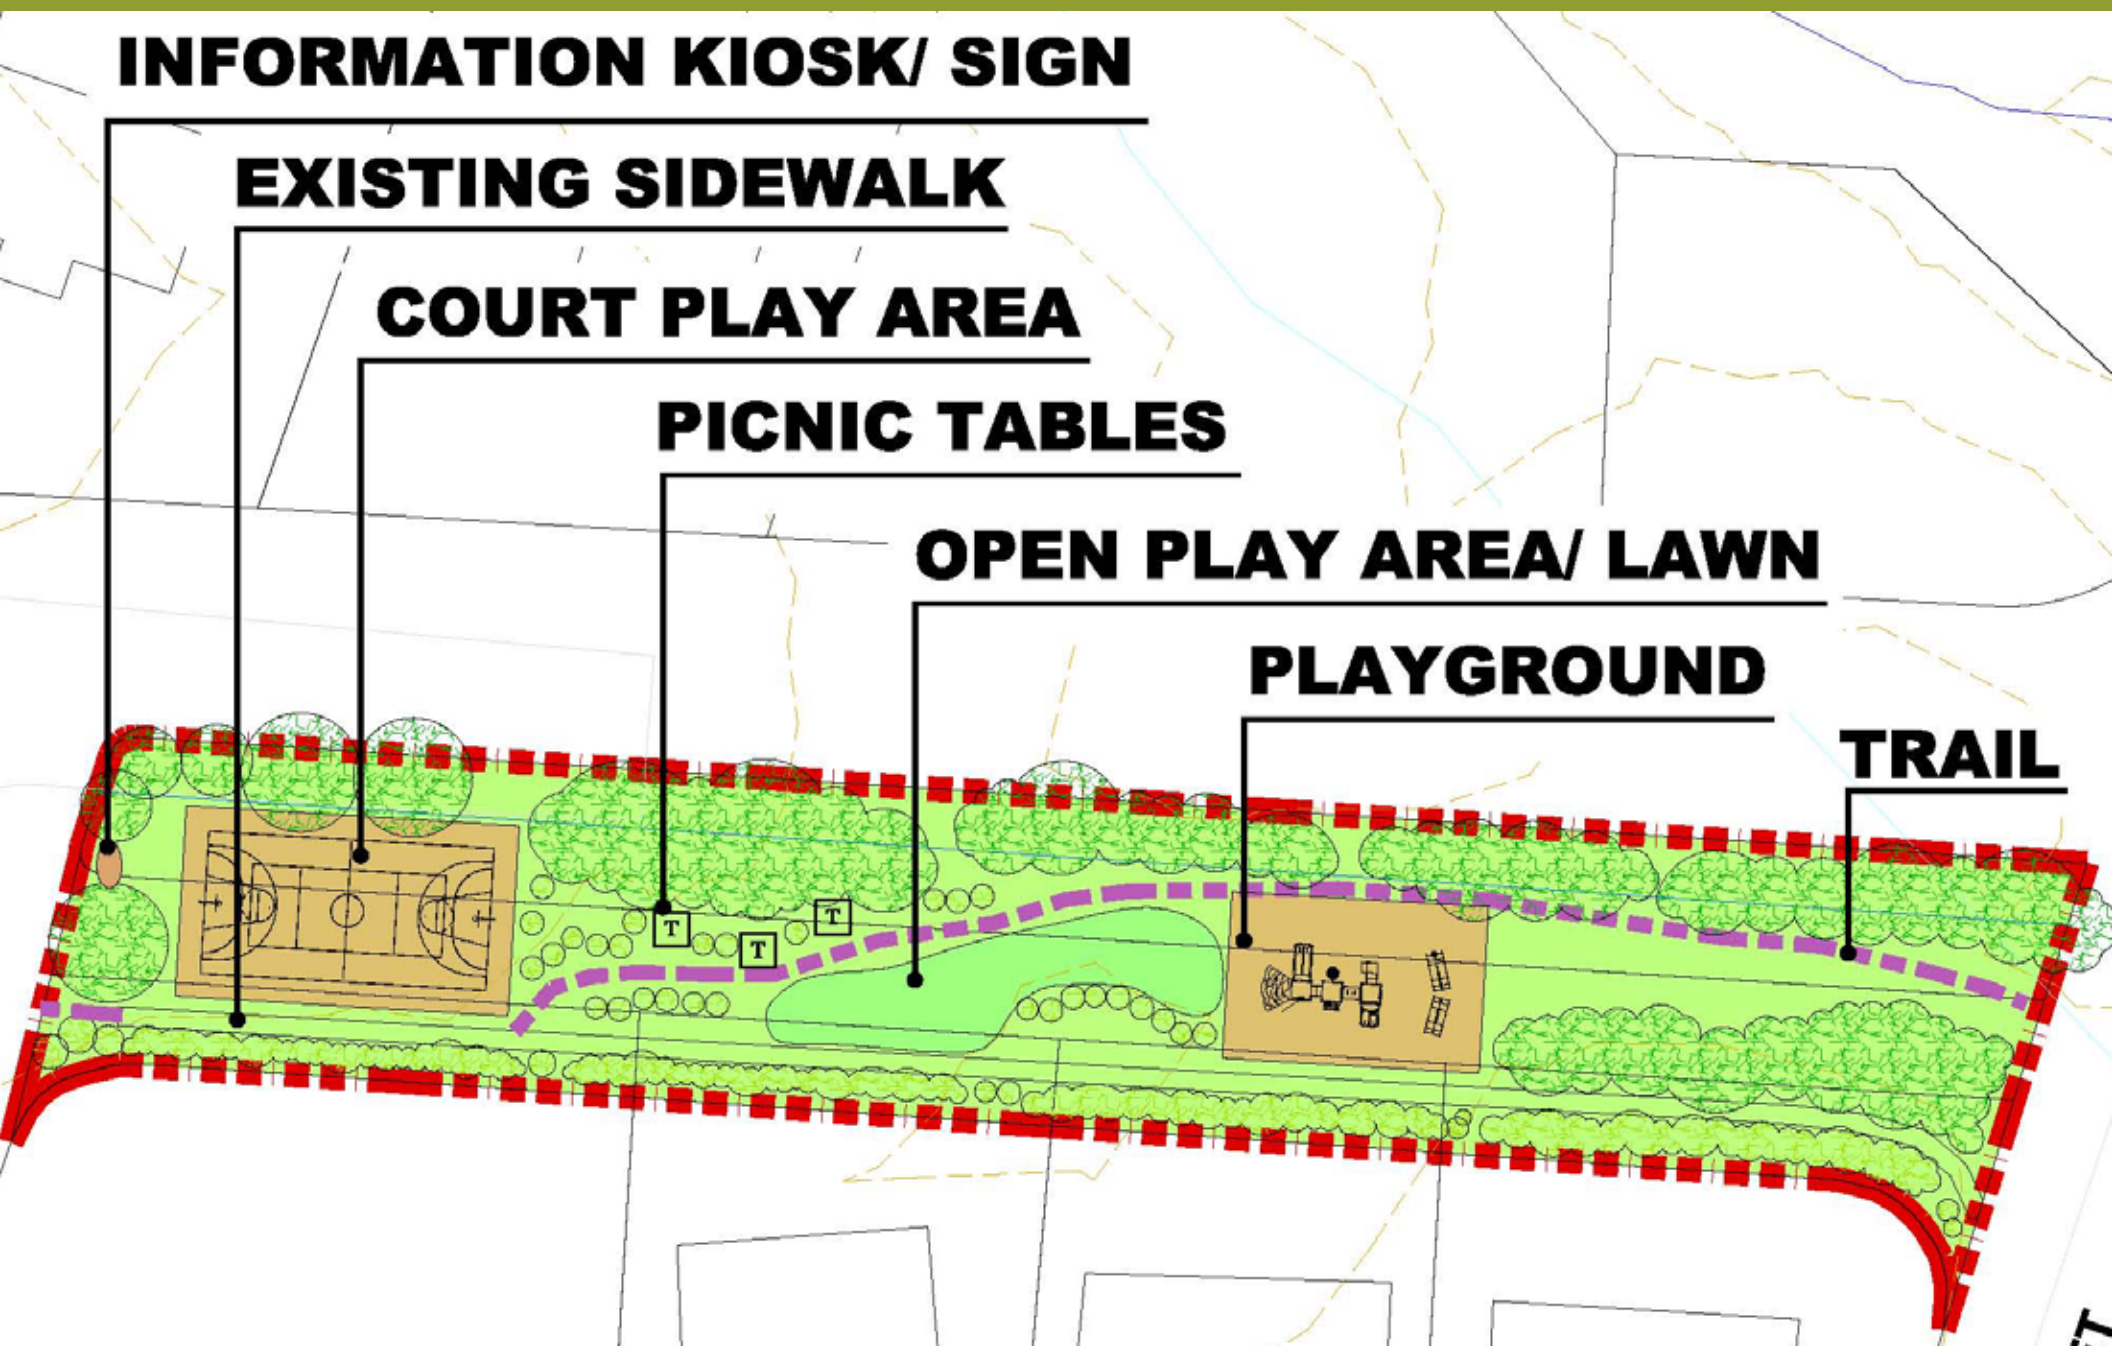 INFORMATION KIOSK/ SIGN
EXISTING SIDEWALK
COURT PLAY AREA
PICNIC TABLES
OPEN PLAY AREA/ LAWN
PLAYGROUND
TRAIL
T
T
T